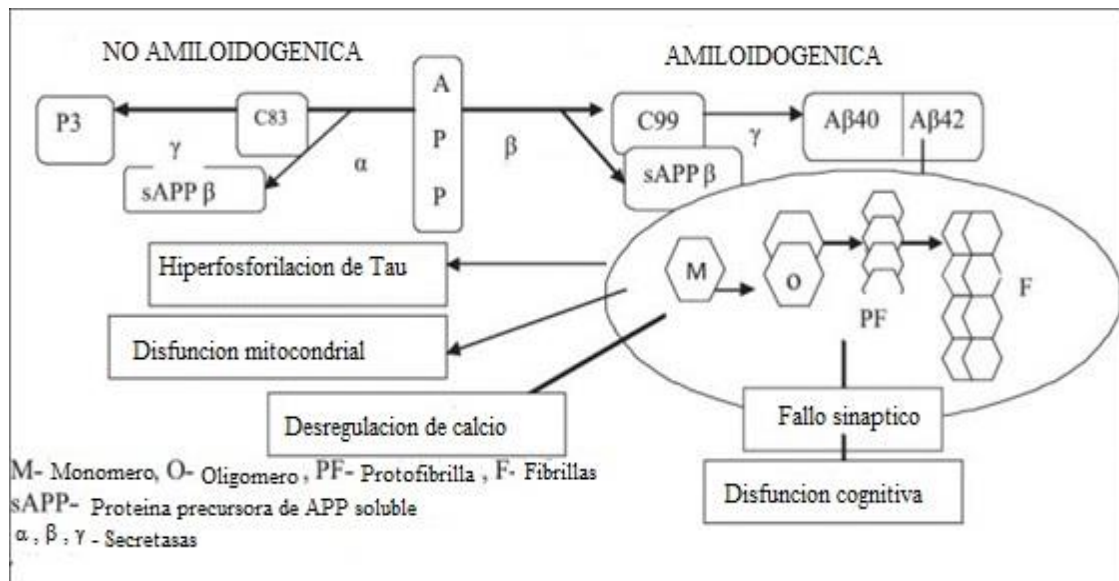 NO AMILOIDOGENICA
AMILOIDOGENICA
P3
C83
γ
α
sAPP β
A
P
P
β
C99
γ
Aβ40
Aβ42
sAPP β
Hiperfosforilacion de Tau
Disfuncion mitocondrial
Desregulacion de calcio
M
O
PF
F
Fallo sinaptico
Disfuncion cognitiva
M- Monomero, O- Oligomero, PF- Protofibrilla, F- Fibrillas
sAPP- Proteina precursora de APP soluble
α, β, γ - Secretasas